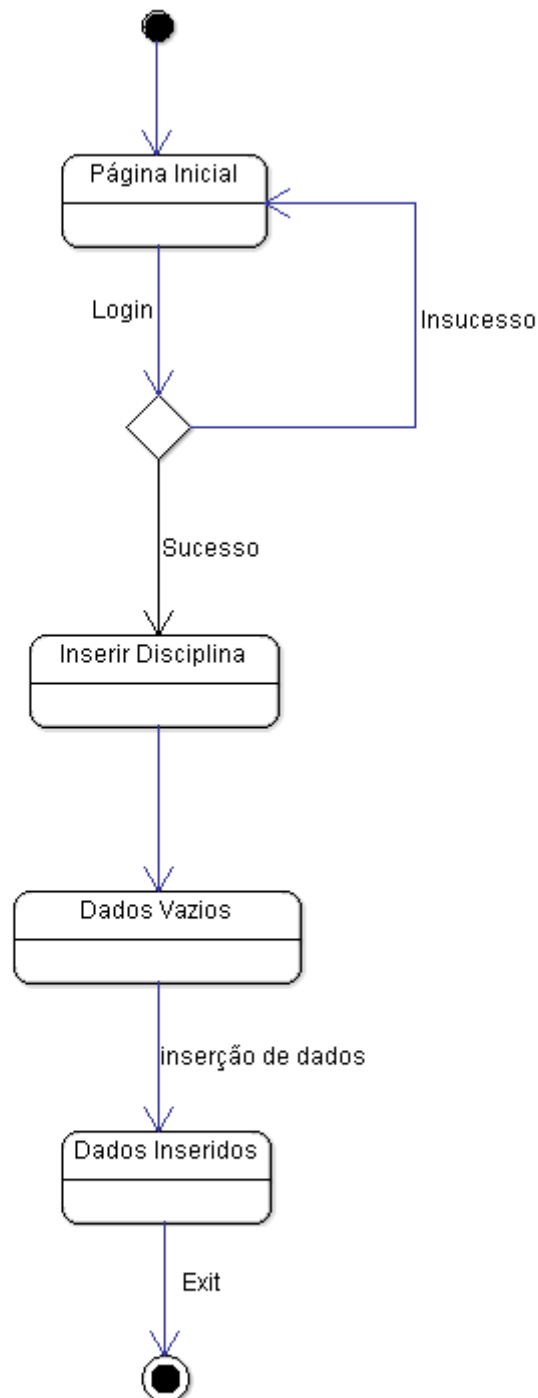 Página Inicial
Login
Insucesso
Sucesso
Inserir Disciplina
Dados Vazios
inserção de dados
Dados Inseridos
Exit